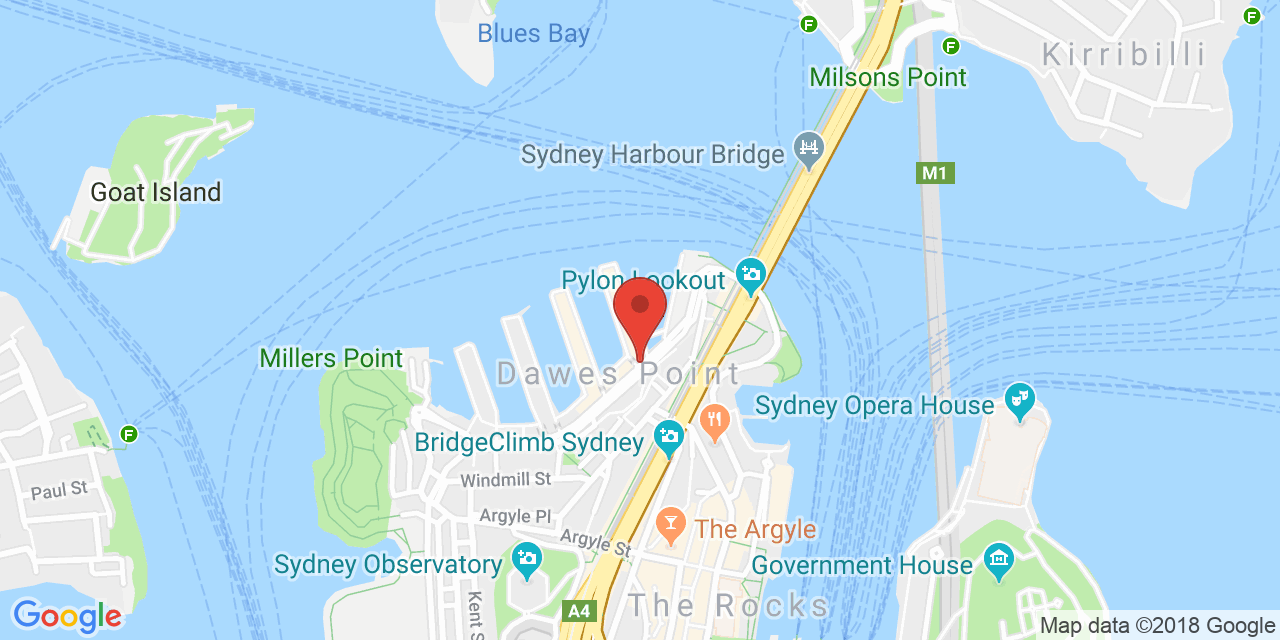 Blues Bay
F
F
F
Kirribilli
Milsons Point
Sydney Harbour Bridge
M1
Goat Island
Pylon Lookout
Millers Point
Dawes Point
Sydney Opera House
F
BridgeClimb Sydney
Windmill St
Paul St
Argyle Pl
The Argyle
Argyle St
Sydney Observatory
Government House
Kent S
A4
The Rocks
Google
Map data ©2018 Google